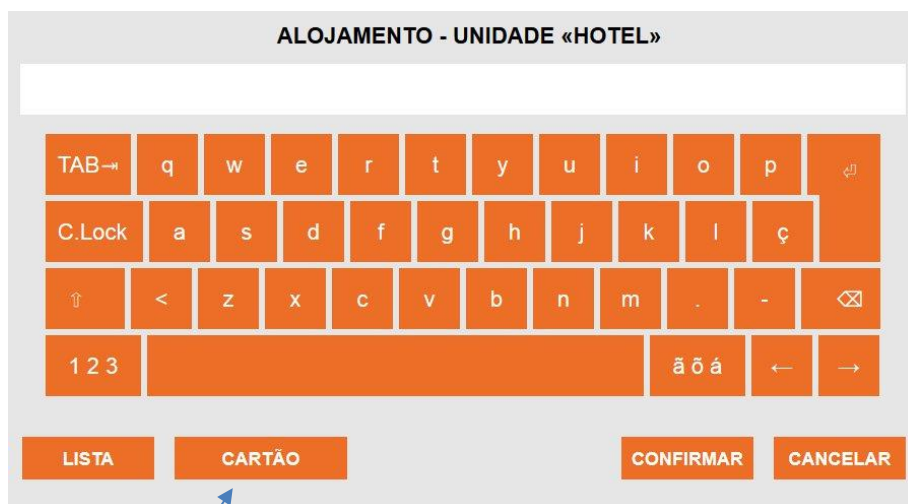 ALOJAMENTO - UNIDADE «HOTEL»
TAB⇥ q w e r t y u i o p ⏎
C.Lock a s d f g h j k l ç
⇧ < z x c v b n m . - ⌫
1 2 3 ã õ á ← →
LISTA CARTÃO CONFIRMAR CANCELAR